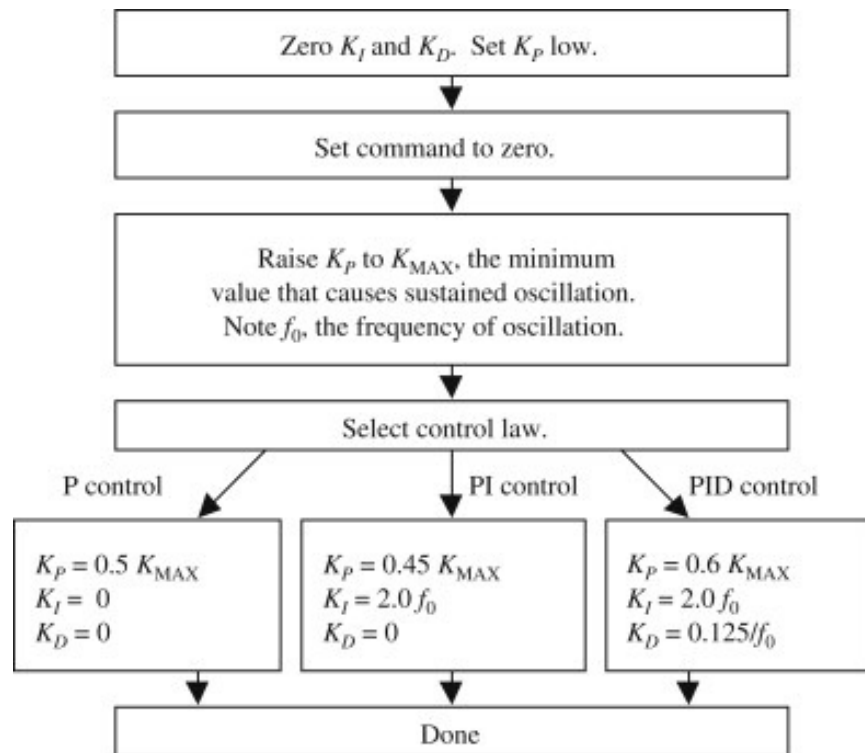 Zero K_I and K_D. Set K_P low.
Set command to zero.
Raise K_P to K_MAX, the minimum
value that causes sustained oscillation.
Note f_0, the frequency of oscillation.
Select control law.
P control
PI control
PID control
K_P = 0.5 K_MAX
K_I = 0
K_D = 0
K_P = 0.45 K_MAX
K_I = 2.0 f_0
K_D = 0
K_P = 0.6 K_MAX
K_I = 2.0 f_0
K_D = 0.125/f_0
Done